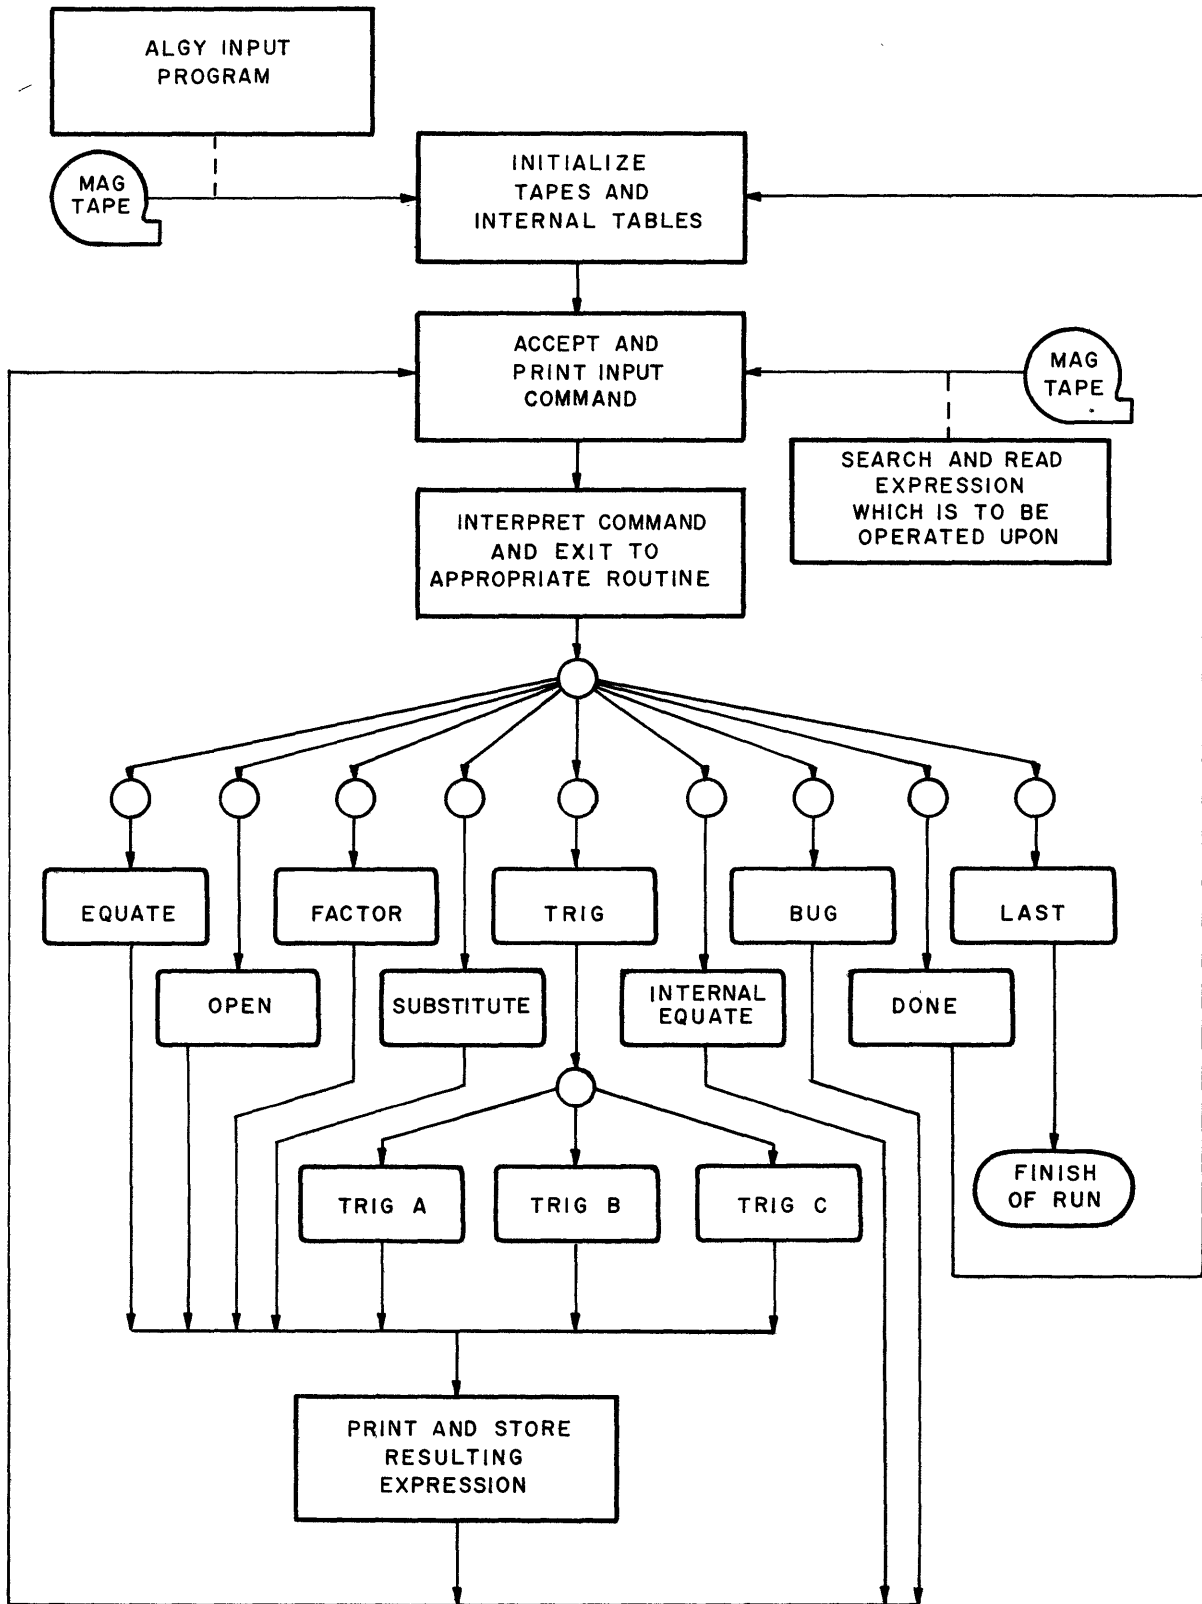 ALGY INPUT
PROGRAM
MAG
TAPE
INITIALIZE
TAPES AND
INTERNAL TABLES
ACCEPT AND
PRINT INPUT
COMMAND
MAG
TAPE
SEARCH AND READ
EXPRESSION
WHICH IS TO BE
OPERATED UPON
INTERPRET COMMAND
AND EXIT TO
APPROPRIATE ROUTINE
EQUATE
FACTOR
TRIG
BUG
LAST
OPEN
SUBSTITUTE
INTERNAL
EQUATE
DONE
TRIG A
TRIG B
TRIG C
FINISH
OF RUN
PRINT AND STORE
RESULTING
EXPRESSION